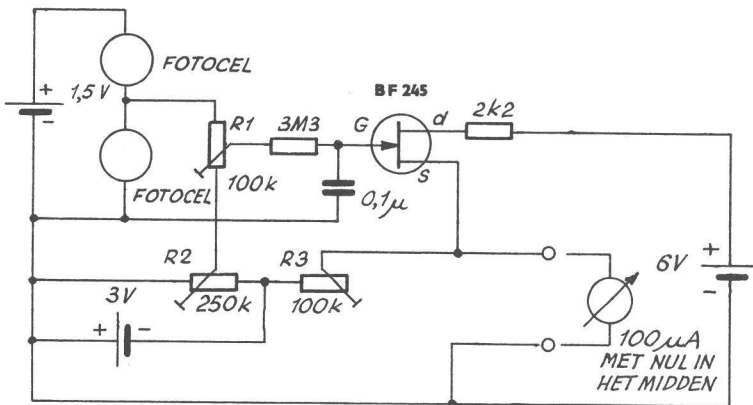 FOTOCEL
+
1,5 V
-
BF 245
R1
3M3
G
d
2k2
FOTOCEL
100k
0,1μ
S
R2
R3
6V
+
-
3V
250k
100k
+
-
100μA
MET NUL IN
HET MIDDEN